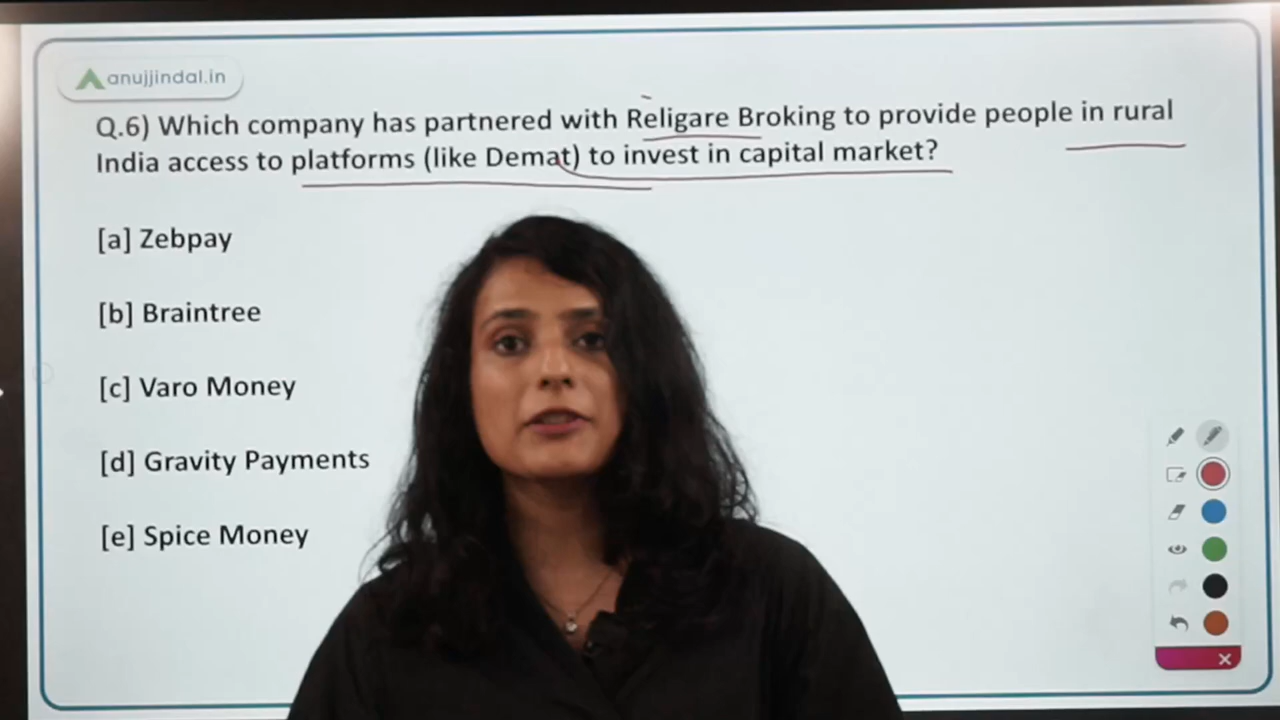 anujjindal.in
Q.6) Which company has partnered with Religare Broking to provide people in rural
India access to platforms (like Demat) to invest in capital market?
[a] Zebpay
[b] Braintree
[c] Varo Money
[d] Gravity Payments
[e] Spice Money